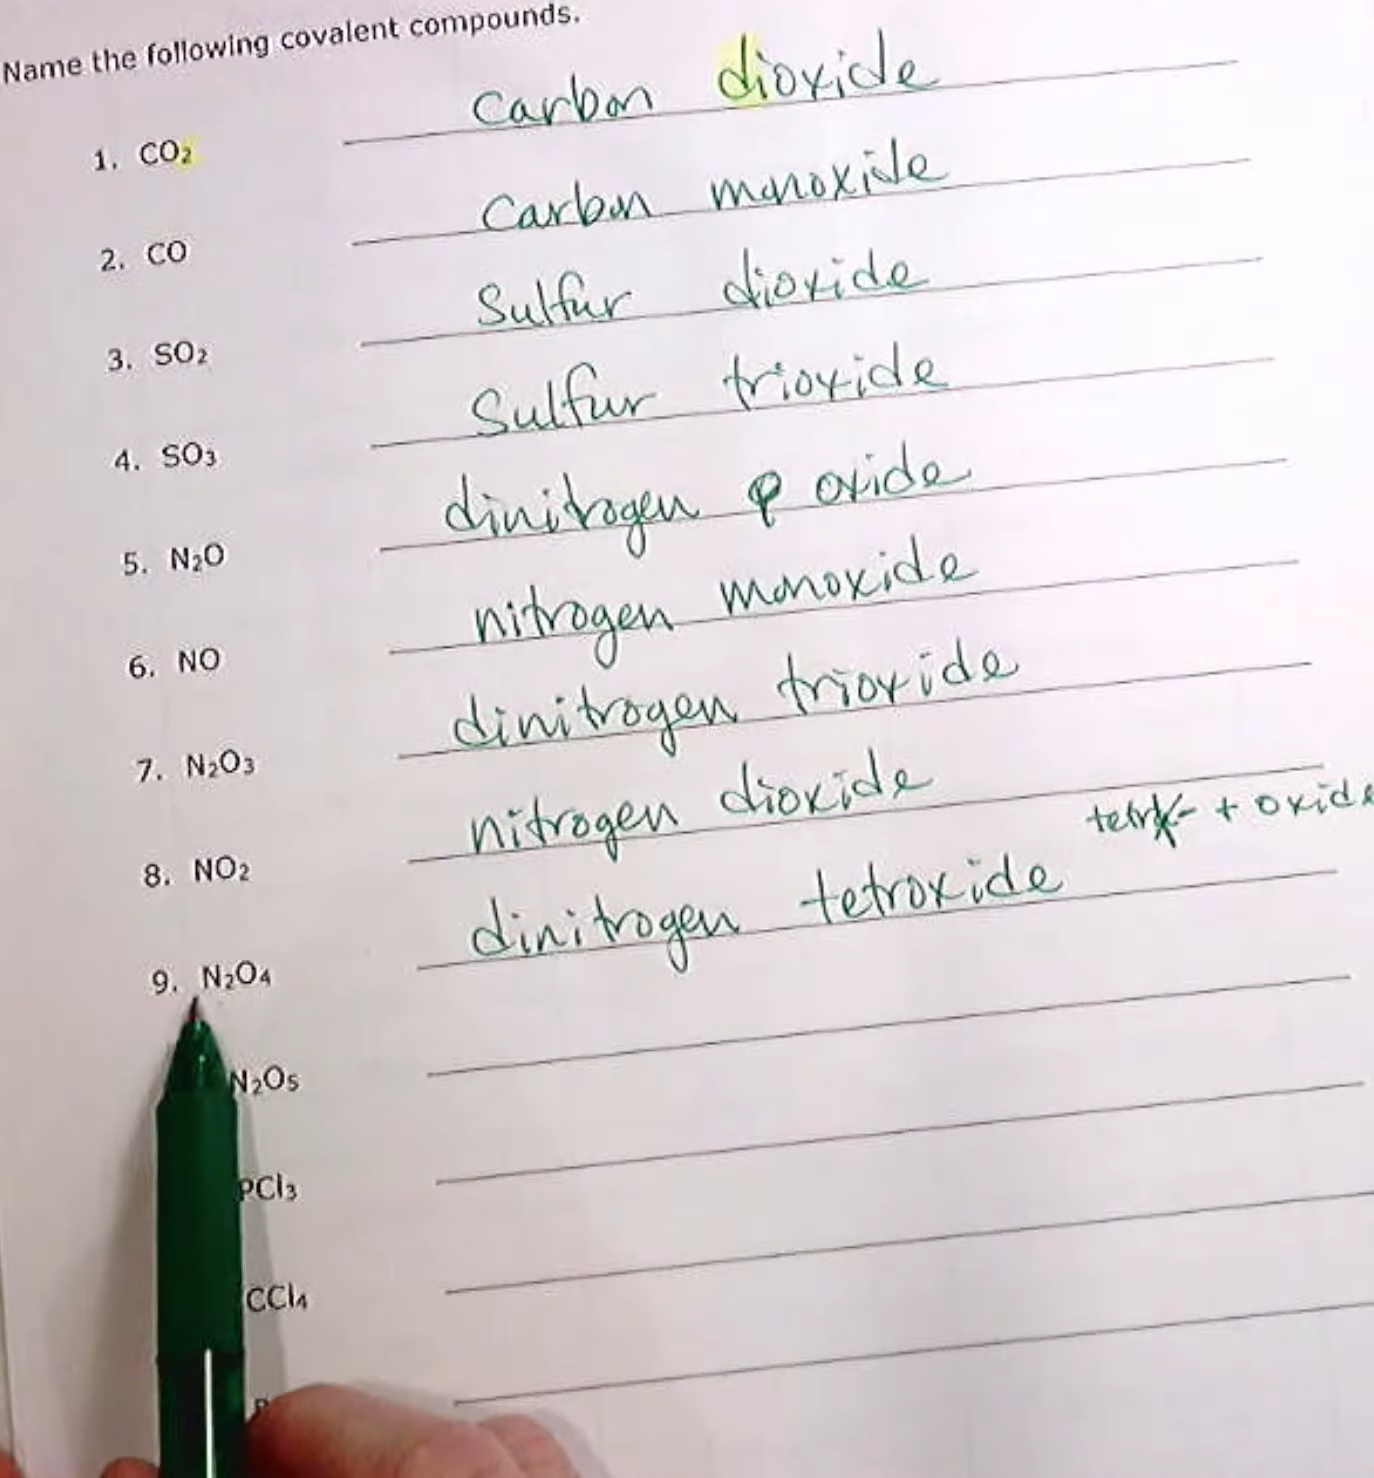 Name the following covalent compounds.
1. CO₂ Carbon dioxide
2. CO Carbon monoxide
3. SO₂ Sulfur dioxide
4. SO₃ Sulfur trioxide
5. N₂O dinitrogen oxide
6. NO nitrogen monoxide
7. N₂O₃ dinitrogen trioxide
8. NO₂ nitrogen dioxide
tetra- + oxide
9. N₂O₄ dinitrogen tetroxide
N₂O₅
PCl₃
CCl₄